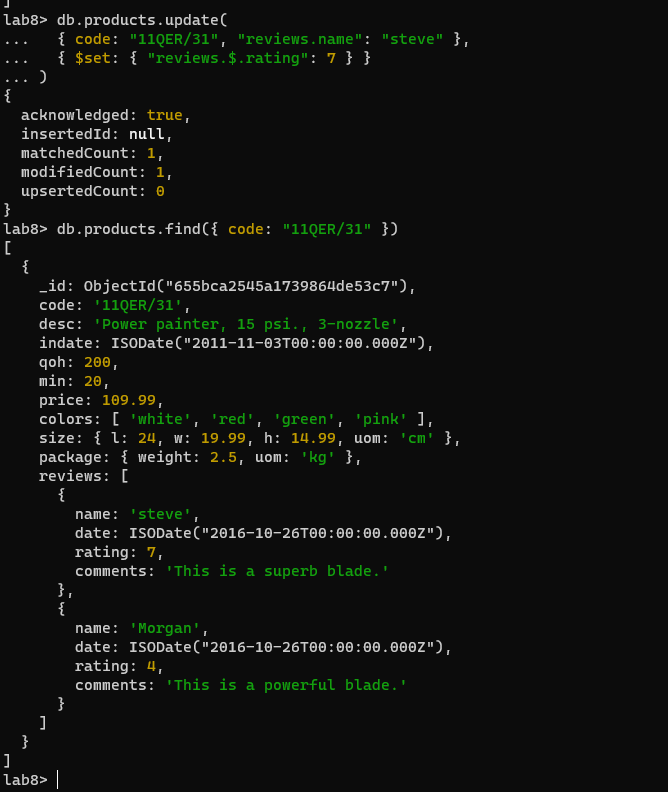 ]
lab8> db.products.update(
...   { code: "11QER/31", "reviews.name": "steve" },
...   { $set: { "reviews.$.rating": 7 } }
... )
{
  acknowledged: true,
  insertedId: null,
  matchedCount: 1,
  modifiedCount: 1,
  upsertedCount: 0
}
lab8> db.products.find({ code: "11QER/31" })
[
  {
    _id: ObjectId("655bca2545a1739864de53c7"),
    code: '11QER/31',
    desc: 'Power painter, 15 psi., 3-nozzle',
    indate: ISODate("2011-11-03T00:00:00.000Z"),
    qoh: 200,
    min: 20,
    price: 109.99,
    colors: [ 'white', 'red', 'green', 'pink' ],
    size: { l: 24, w: 19.99, h: 14.99, uom: 'cm' },
    package: { weight: 2.5, uom: 'kg' },
    reviews: [
      {
        name: 'steve',
        date: ISODate("2016-10-26T00:00:00.000Z"),
        rating: 7,
        comments: 'This is a superb blade.'
      },
      {
        name: 'Morgan',
        date: ISODate("2016-10-26T00:00:00.000Z"),
        rating: 4,
        comments: 'This is a powerful blade.'
      }
    ]
  }
]
lab8>